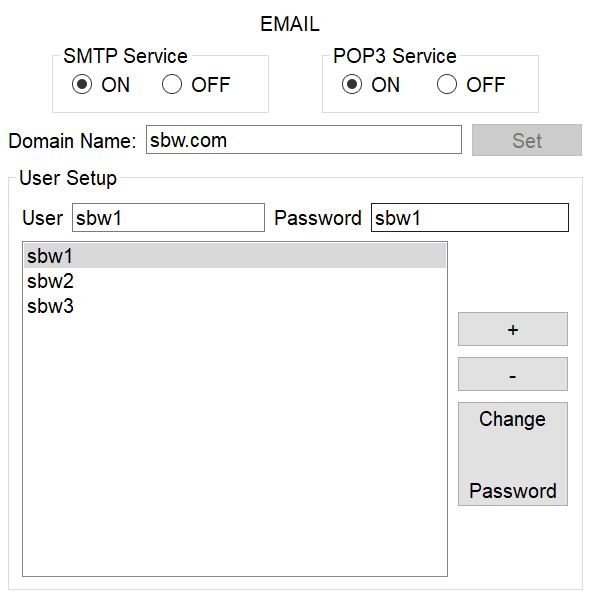 EMAIL
SMTP Service
POP3 Service
ON OFF
ON OFF
Domain Name: sbw.com Set
User Setup
User sbw1 Password sbw1
sbw1
sbw2
sbw3
+
-
Change
Password